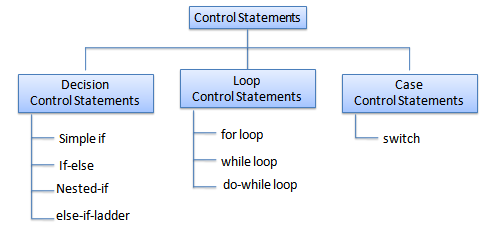 Control Statements
Decision
Control Statements
Loop
Control Statements
Case
Control Statements
Simple if
If-else
Nested-if
else-if-ladder
for loop
while loop
do-while loop
switch